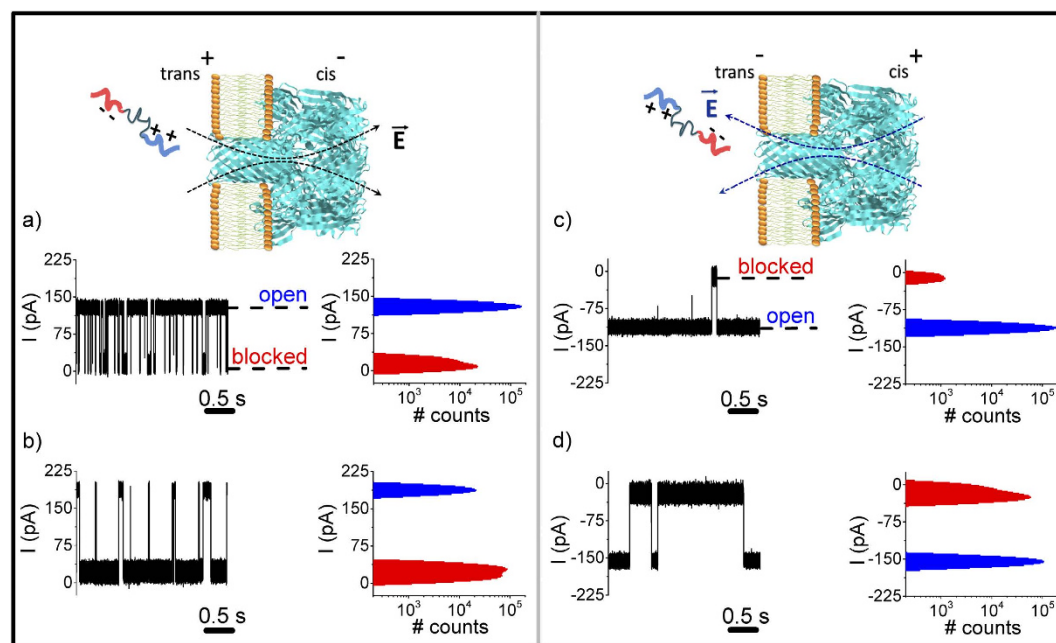 +
trans
-
cis
E
- -
+ +
a)
225
150
75
0
I (pA)
open
blocked
0.5 s
225
150
75
0
I (pA)
10³ 10⁴ 10⁵
# counts
b)
225
150
75
0
I (pA)
0.5 s
225
150
75
0
I (pA)
10³ 10⁴ 10⁵
# counts
-
trans
+
cis
E
+ +
- -
c)
0
-75
-150
-225
I (pA)
blocked
open
0.5 s
0
-75
-150
-225
I (pA)
10³ 10⁴ 10⁵
# counts
d)
0
-75
-150
-225
I (pA)
0.5 s
0
-75
-150
-225
I (pA)
10³ 10⁴ 10⁵
# counts